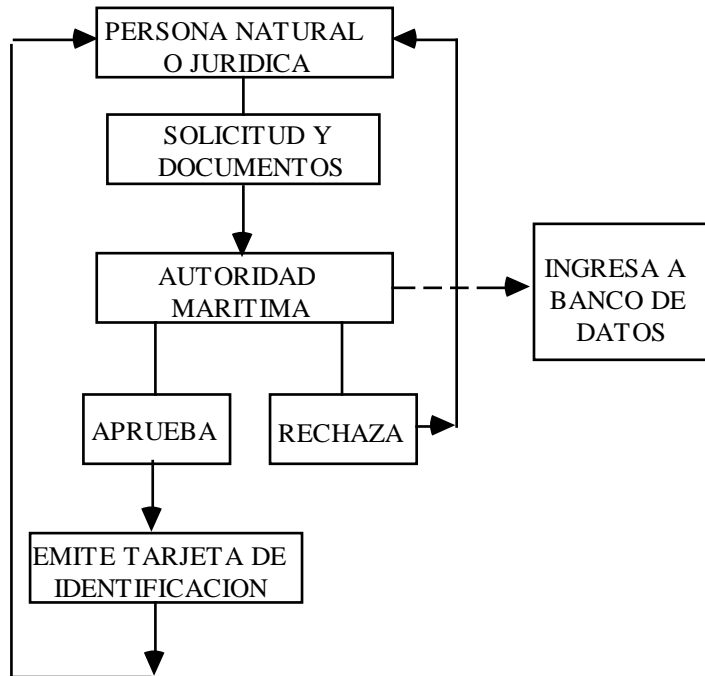 PERSONA NATURAL
O JURIDICA
SOLICITUD Y
DOCUMENTOS
AUTORIDAD
MARITIMA
INGRESA A
BANCO DE
DATOS
APRUEBA
RECHAZA
EMITE TARJETA DE
IDENTIFICACION